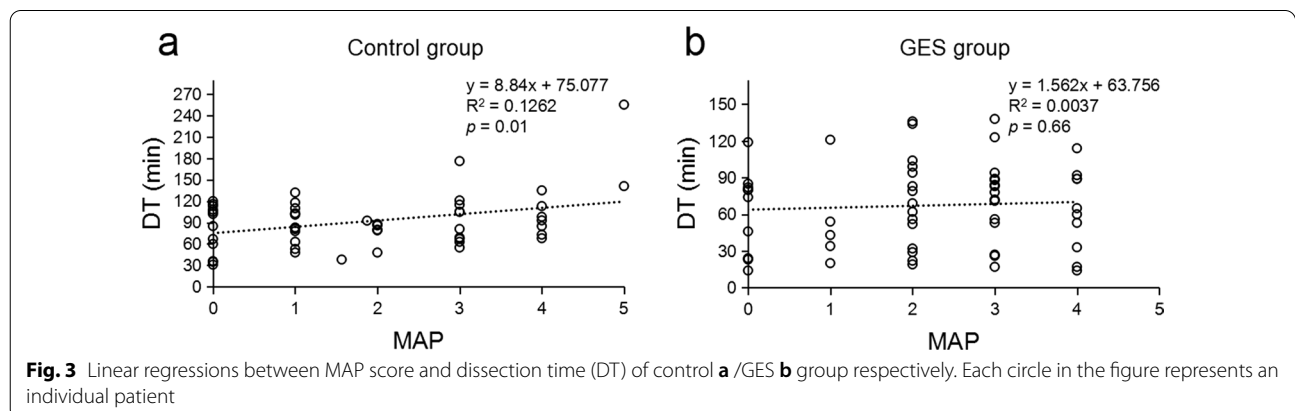 a
Control group
y = 8.84x + 75.077
R² = 0.1262
p = 0.01
DT (min)
270
240
210
180
150
120
90
60
30
0
0 1 2 3 4 5
MAP
b
GES group
y = 1.562x + 63.756
R² = 0.0037
p = 0.66
DT (min)
150
120
90
60
30
0
0 1 2 3 4 5
MAP
Fig. 3 Linear regressions between MAP score and dissection time (DT) of control a /GES b group respectively. Each circle in the figure represents an
individual patient